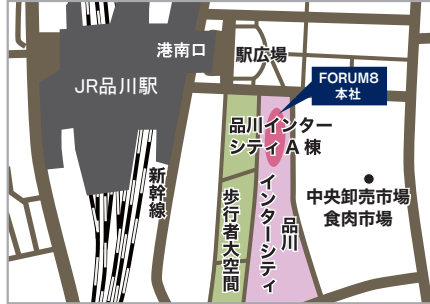 港南口
駅広場
JR品川駅
FORUM8
本社
品川インター
シティA棟
新幹線
歩行者大空間
品川
インターシティ
中央卸売市場
食肉市場